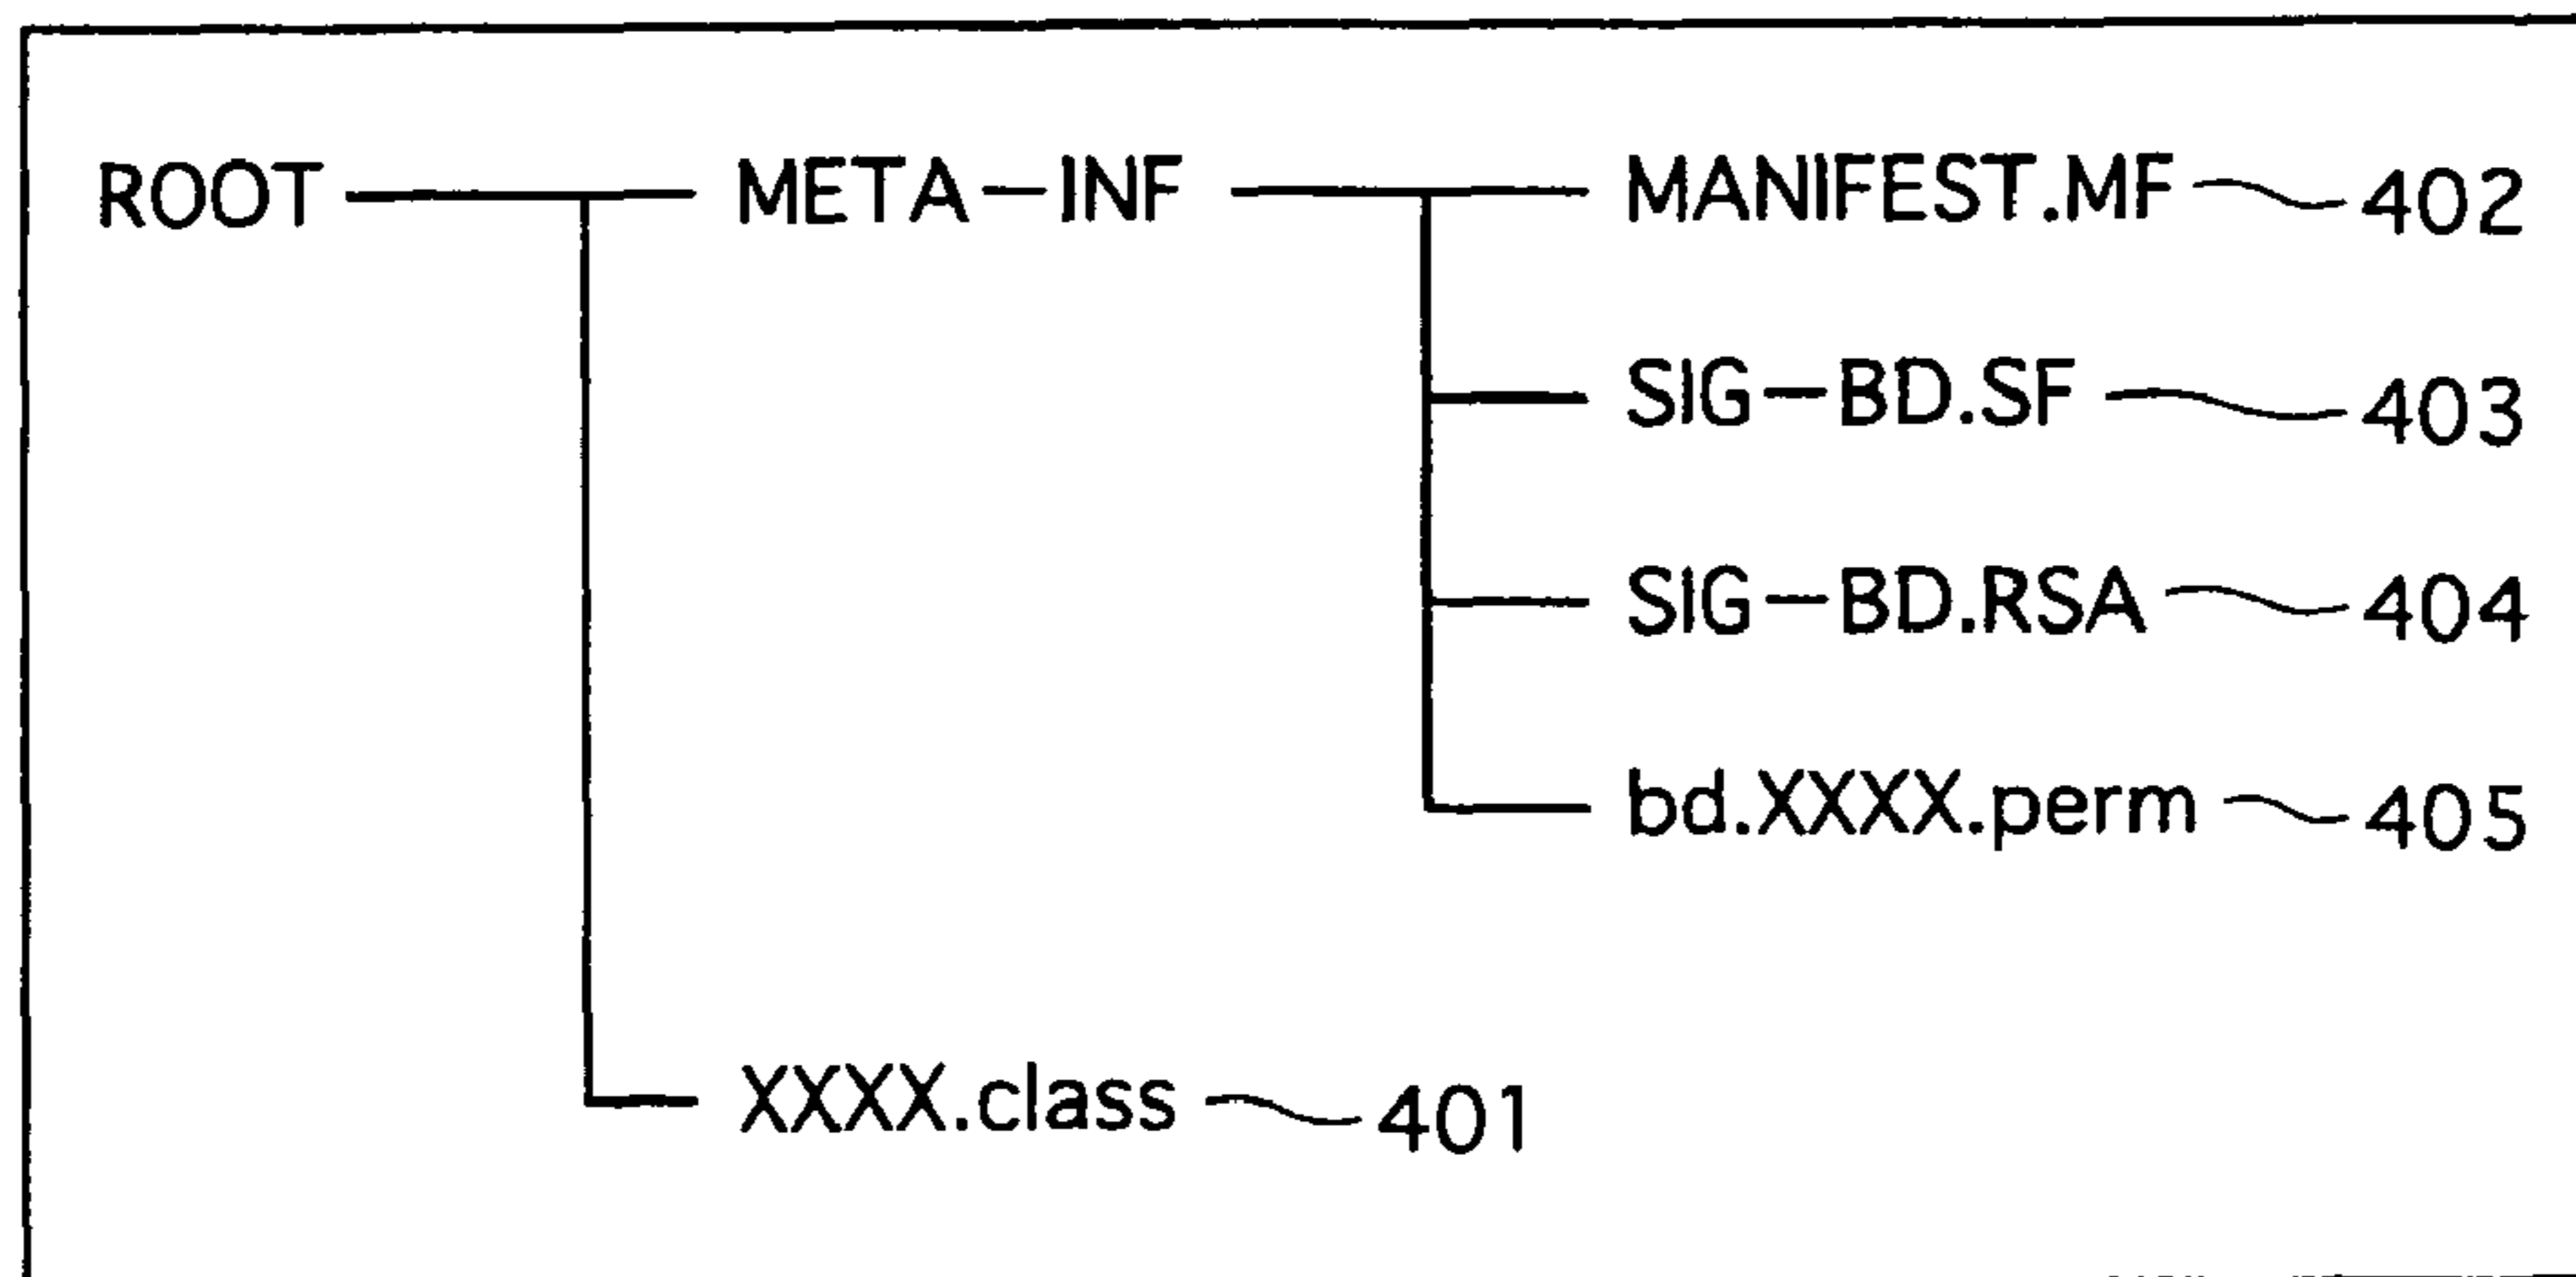 ROOT META-INF MANIFEST.MF 402
SIG-BD.SF 403
SIG-BD.RSA 404
bd.XXXX.perm 405
XXXX.class 401